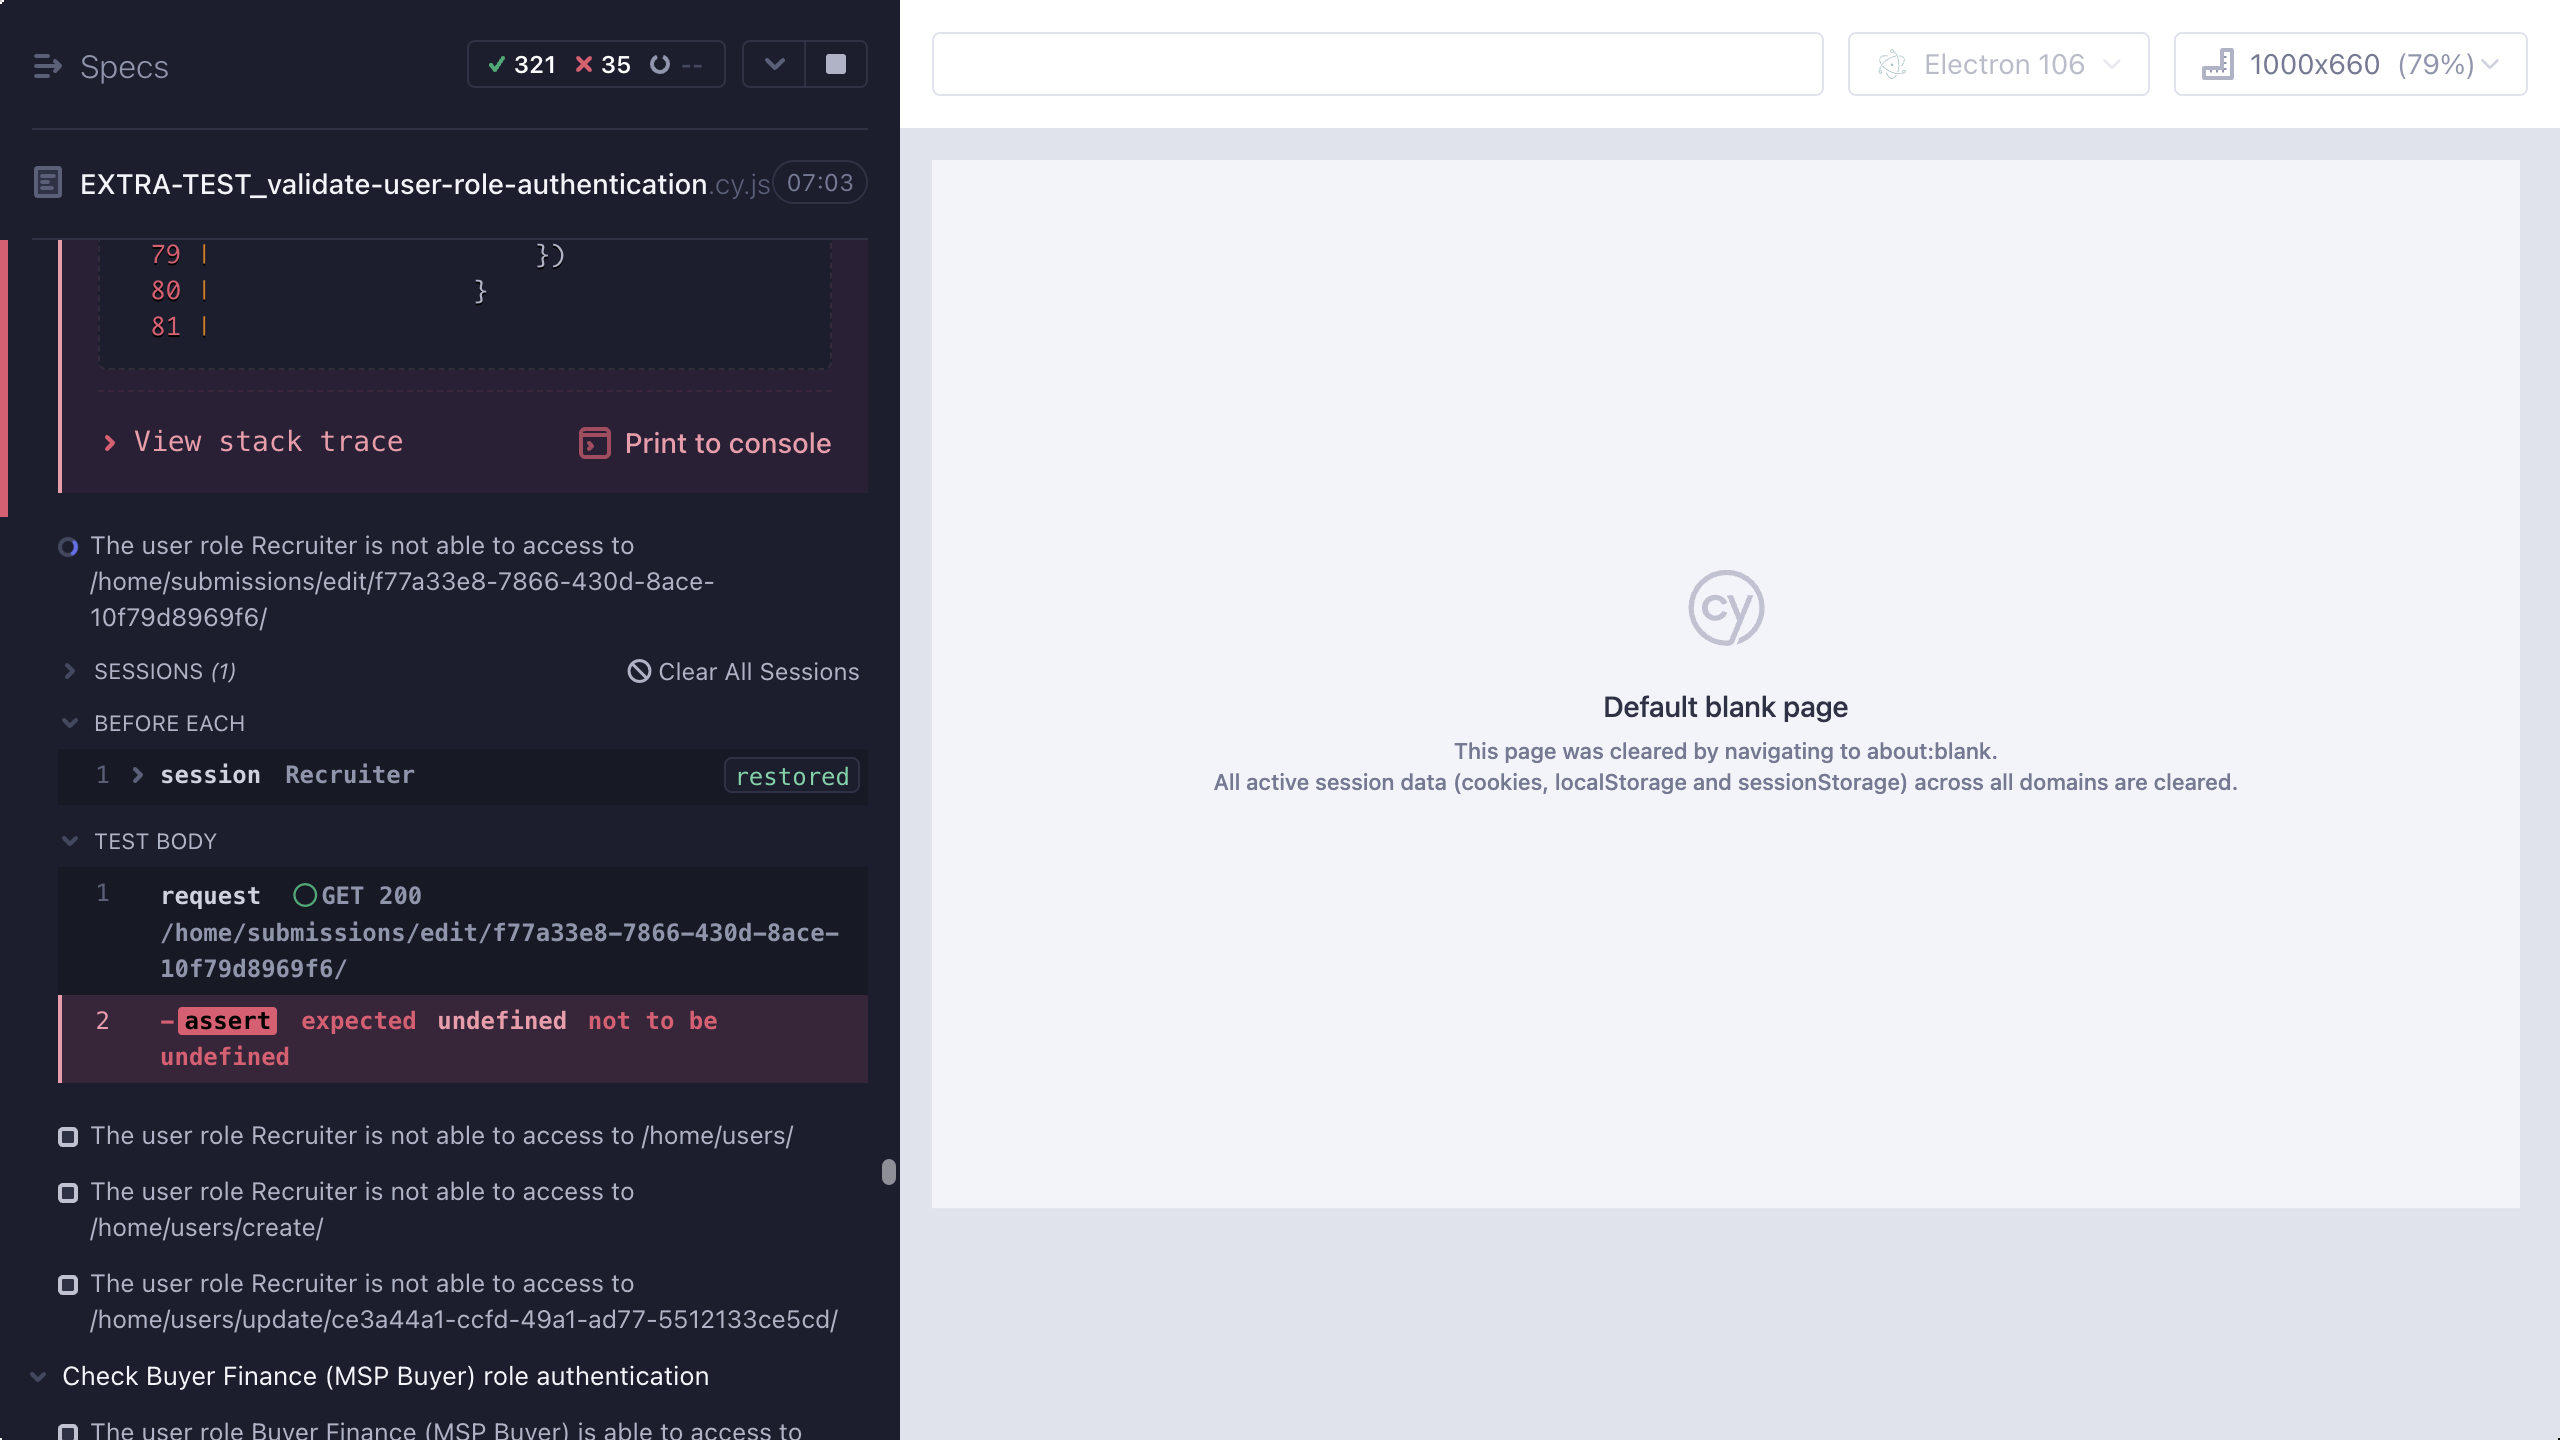 Specs
321 35 --
EXTRA-TEST_validate-user-role-authentication.cy.js 07:03
79 | })
80 | }
81 |
View stack trace
Print to console
The user role Recruiter is not able to access to
/home/submissions/edit/f77a33e8-7866-430d-8ace-
10f79d8969f6/
SESSIONS (1)
Clear All Sessions
BEFORE EACH
1 session Recruiter restored
TEST BODY
1 request GET 200
/home/submissions/edit/f77a33e8-7866-430d-8ace-
10f79d8969f6/
2 -assert expected undefined not to be
undefined
The user role Recruiter is not able to access to /home/users/
The user role Recruiter is not able to access to
/home/users/create/
The user role Recruiter is not able to access to
/home/users/update/ce3a44a1-ccfd-49a1-ad77-5512133ce5cd/
Check Buyer Finance (MSP Buyer) role authentication
The user role Buyer Finance (MSP Buyer) is able to access to
Electron 106
1000x660 (79%)
cy
Default blank page
This page was cleared by navigating to about:blank.
All active session data (cookies, localStorage and sessionStorage) across all domains are cleared.